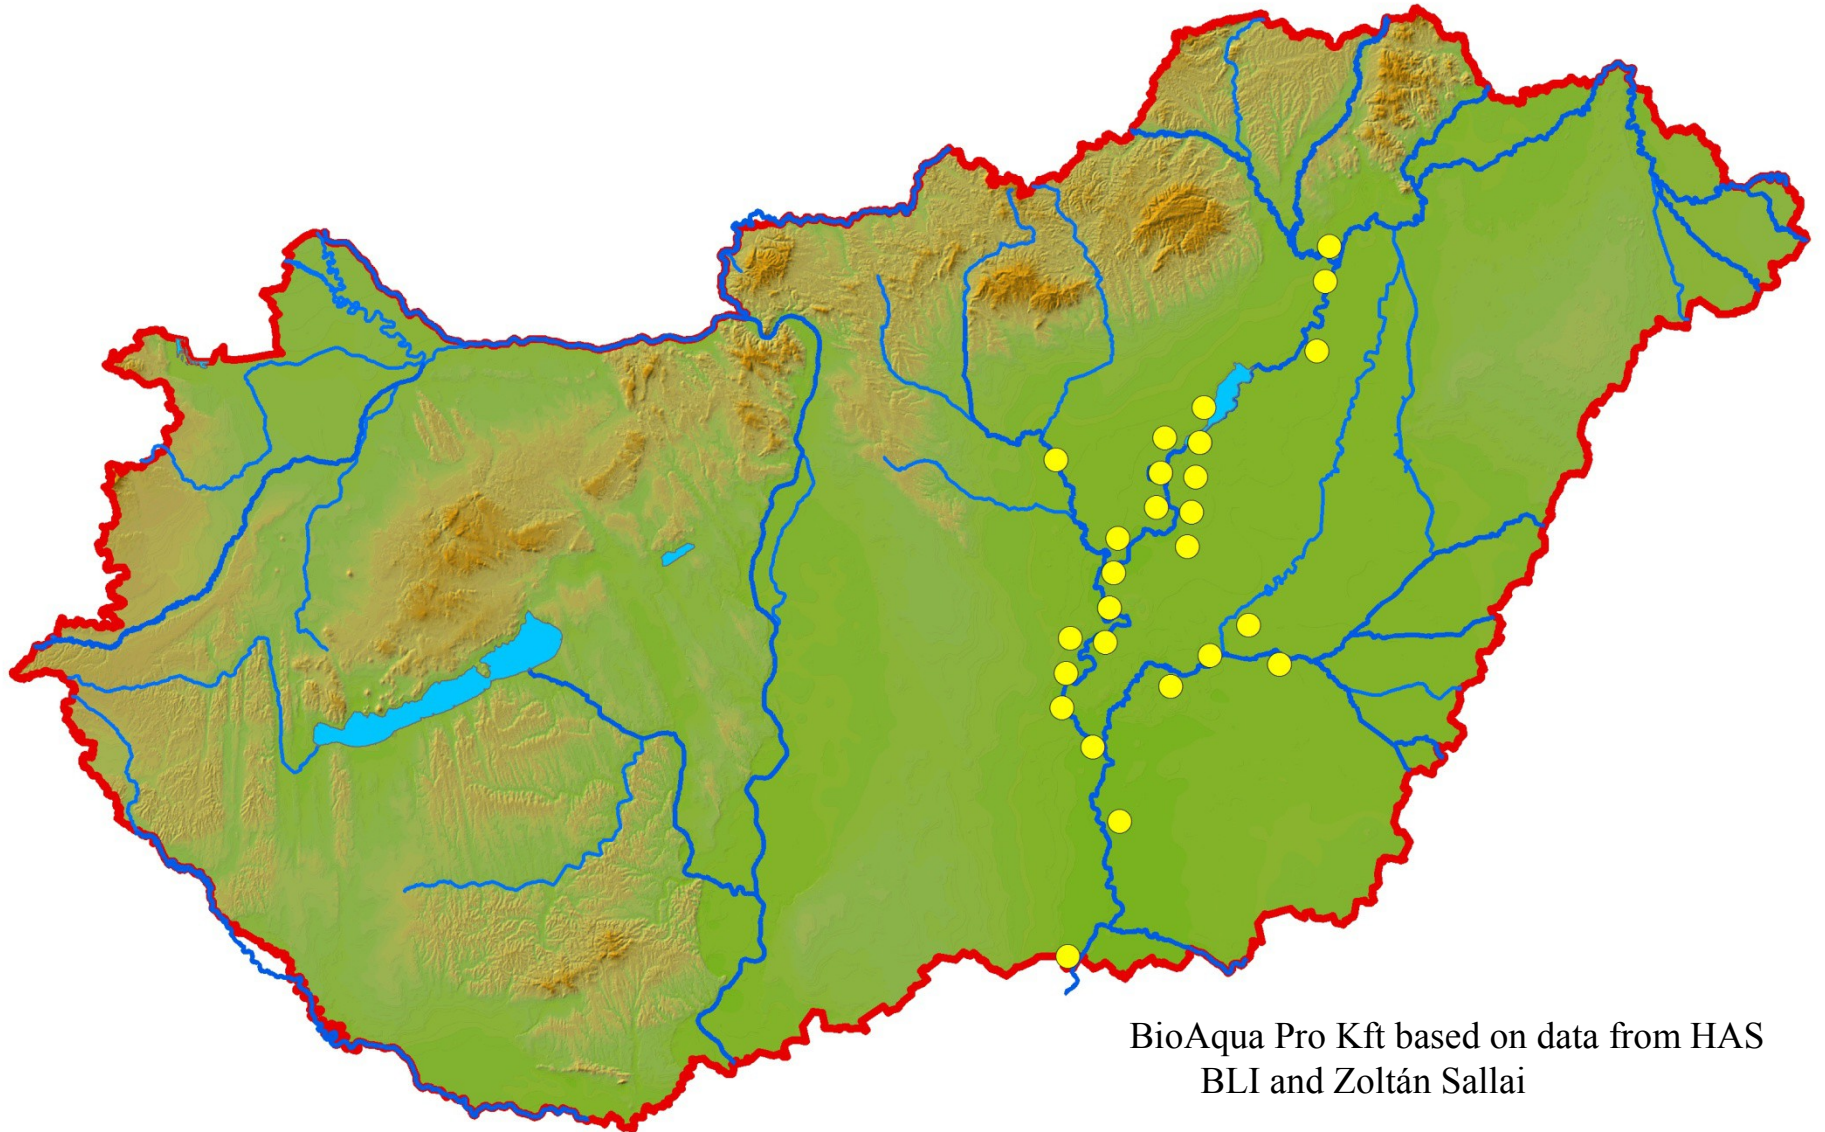 BioAqua Pro Kft based on data from HAS
BLI and Zoltán Sallai